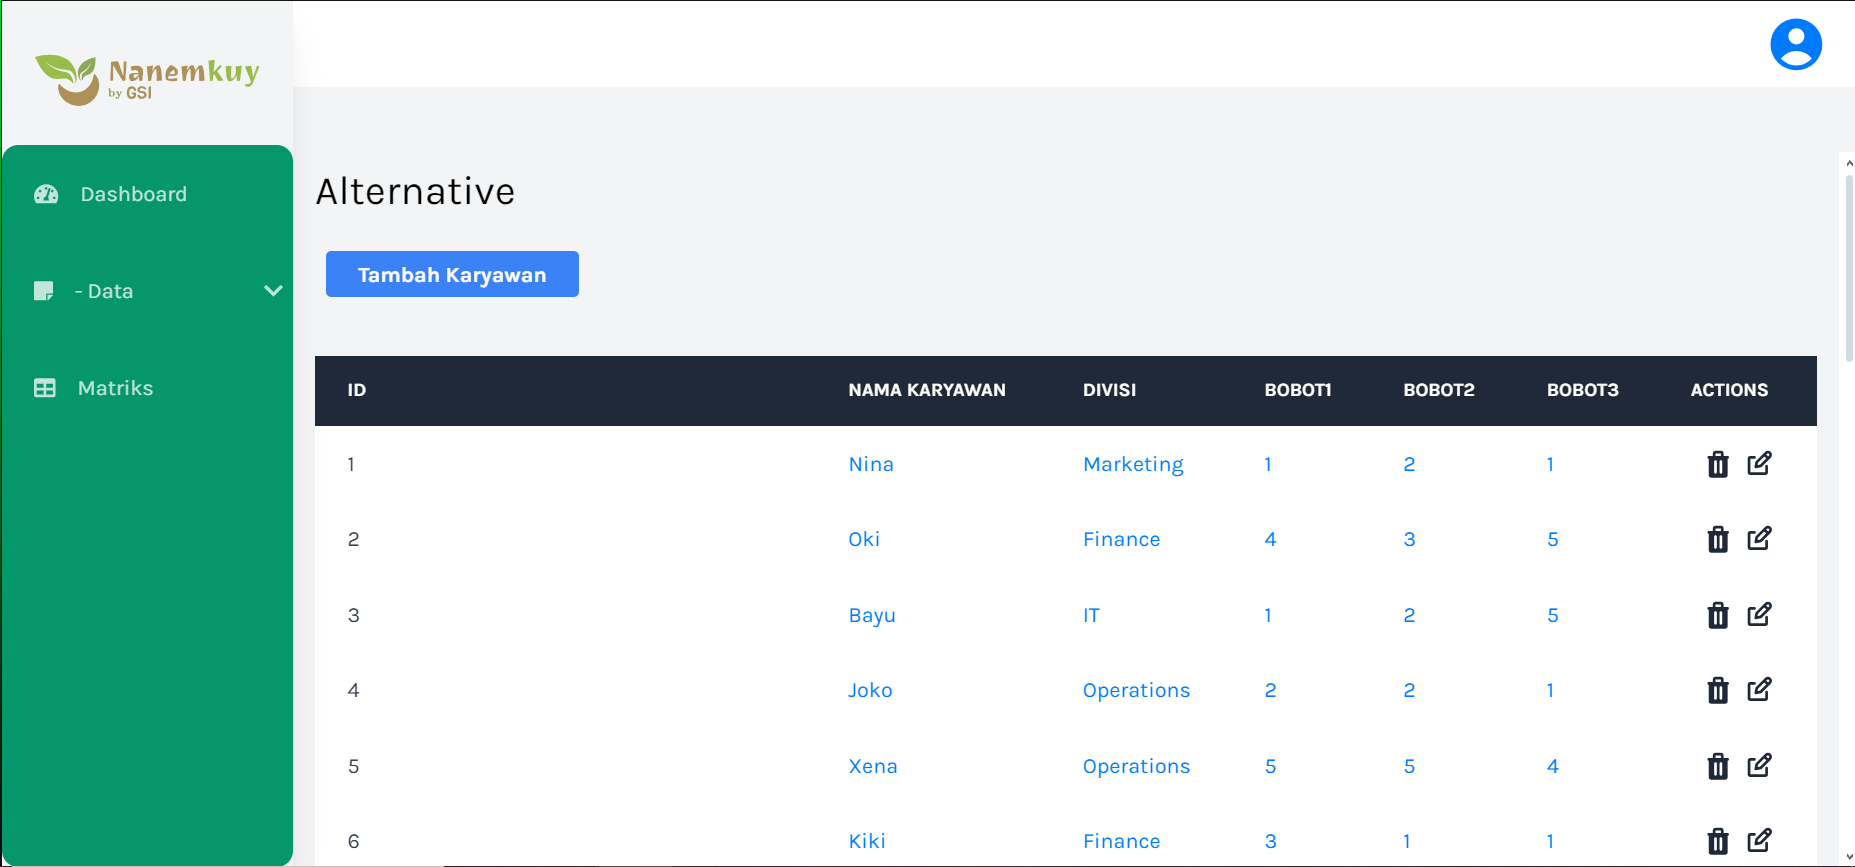 Nanemkuy
by GSI
Dashboard
- Data
Matriks
Alternative
Tambah Karyawan
ID NAMA KARYAWAN DIVISI BOBOT1 BOBOT2 BOBOT3 ACTIONS
1 Nina Marketing 1 2 1
2 Oki Finance 4 3 5
3 Bayu IT 1 2 5
4 Joko Operations 2 2 1
5 Xena Operations 5 5 4
6 Kiki Finance 3 1 1